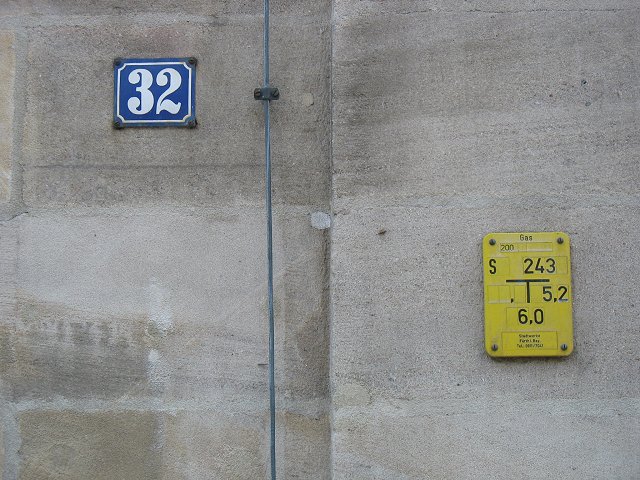 32
Gas
200
S 243
, T 5,2
6,0
Stadtwerke
Fürth i. Bay.